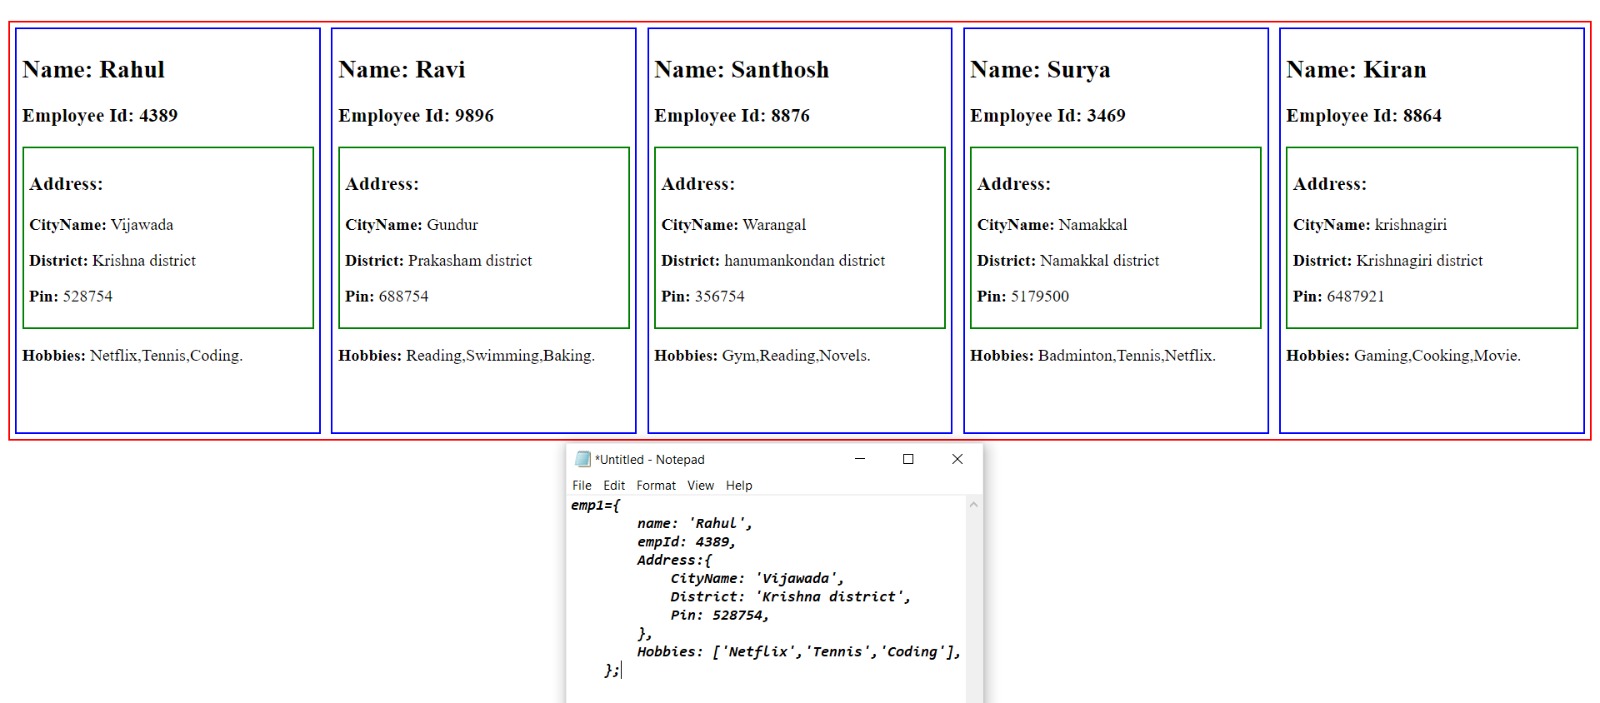 Name: Rahul
Employee Id: 4389
Address:
CityName: Vijawada
District: Krishna district
Pin: 528754
Hobbies: Netflix,Tennis,Coding.
Name: Ravi
Employee Id: 9896
Address:
CityName: Gundur
District: Prakasham district
Pin: 688754
Hobbies: Reading,Swimming,Baking.
Name: Santhosh
Employee Id: 8876
Address:
CityName: Warangal
District: hanumankondan district
Pin: 356754
Hobbies: Gym,Reading,Novels.
Name: Surya
Employee Id: 3469
Address:
CityName: Namakkal
District: Namakkal district
Pin: 5179500
Hobbies: Badminton,Tennis,Netflix.
Name: Kiran
Employee Id: 8864
Address:
CityName: krishnagiri
District: Krishnagiri district
Pin: 6487921
Hobbies: Gaming,Cooking,Movie.
*Untitled - Notepad
File Edit Format View Help
emp1={
name: 'Rahul',
empId: 4389,
Address:{
CityName: 'Vijawada',
District: 'Krishna district',
Pin: 528754,
},
Hobbies: ['Netflix','Tennis','Coding'],
};